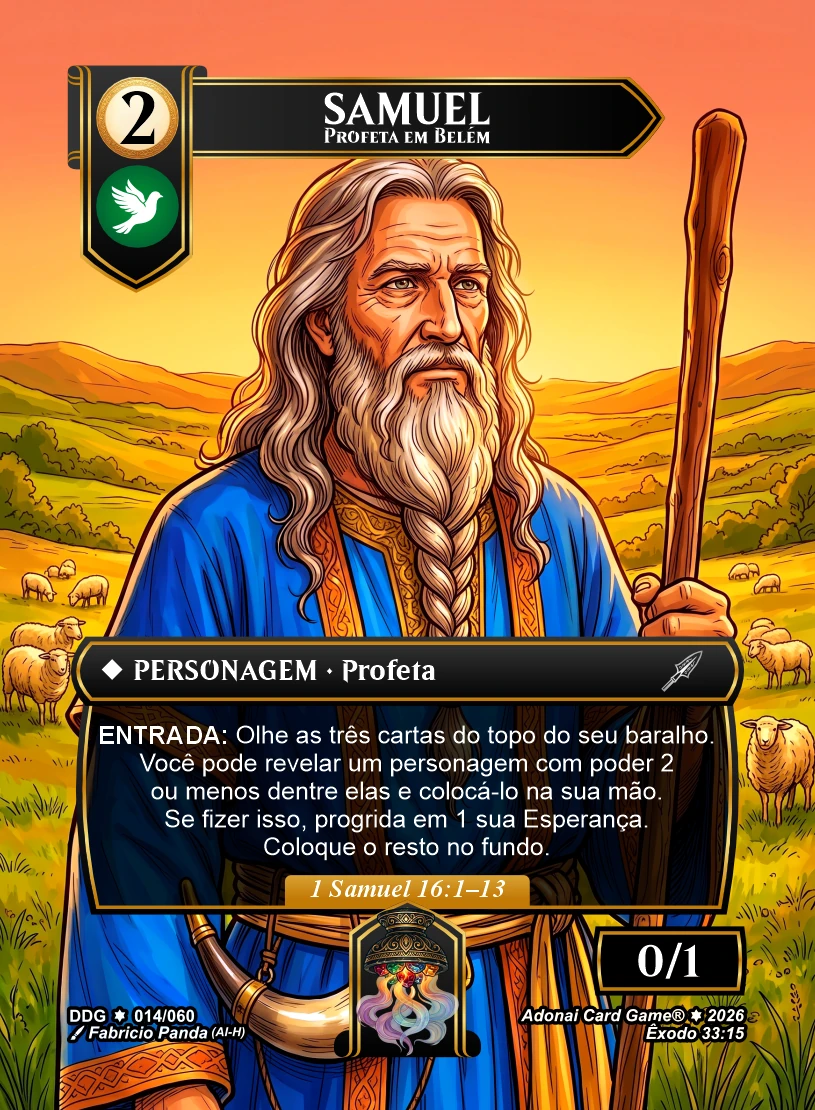 2
SAMUEL
Profeta em Belém
PERSONAGEM · Profeta
ENTRADA: Olhe as três cartas do topo do seu baralho.
Você pode revelar um personagem com poder 2
ou menos dentre elas e colocá-lo na sua mão.
Se fizer isso, progrida em 1 sua Esperança.
Coloque o resto no fundo.
1 Samuel 16:1–13
0/1
DDG ✡ 014/060
Fabricio Panda (AI-H)
Adonai Card Game® ✡ 2026
Êxodo 33:15